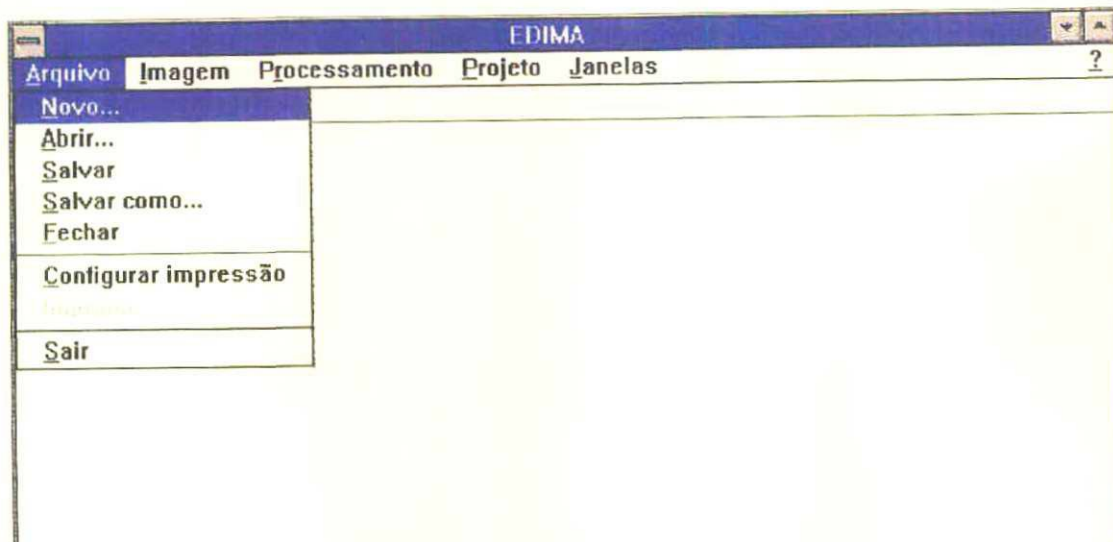 EDIMA
Arquivo Imagem Processamento Projeto Janelas ?
Novo...
Abrir...
Salvar
Salvar como...
Fechar
Configurar impressão
Sair